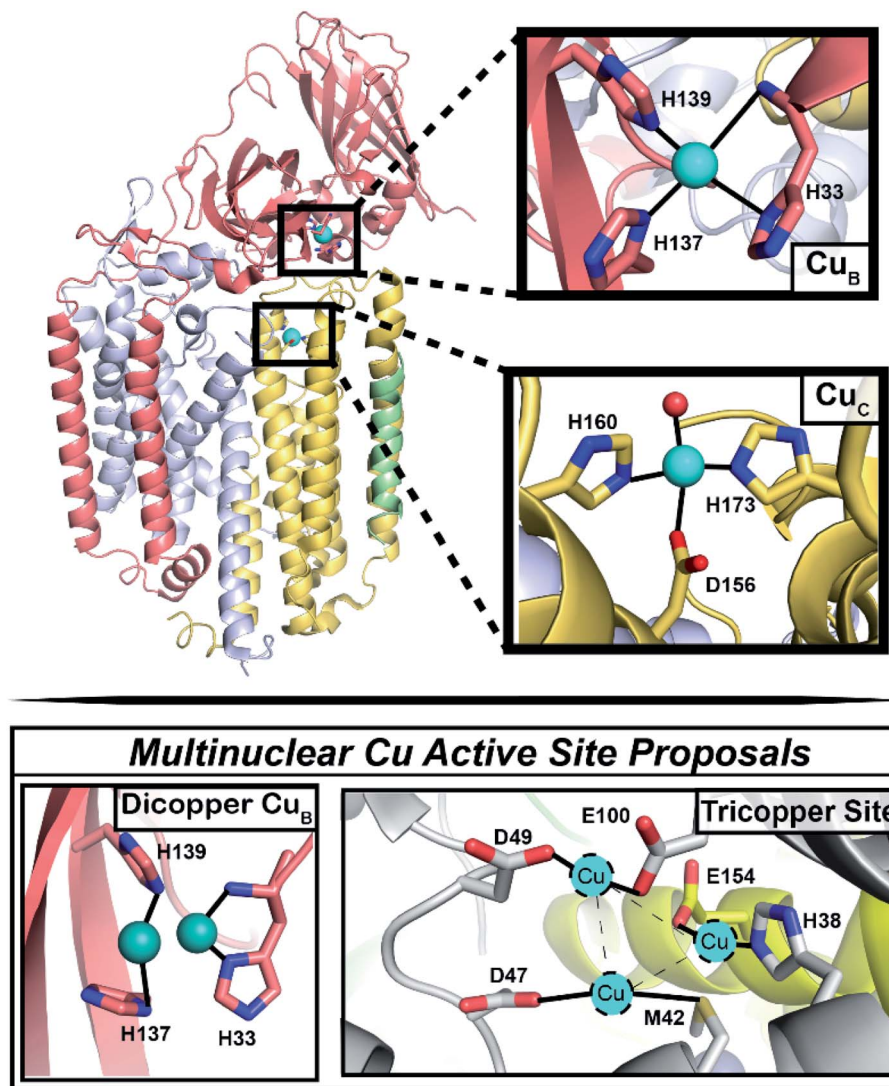 H139
H33
H137
Cu_B
Cu_C
H160
H173
D156
Multinuclear Cu Active Site Proposals
Dicopper Cu_B
H139
H137
H33
Tricopper Site
E100
D49
Cu
E154
Cu
H38
D47
Cu
M42